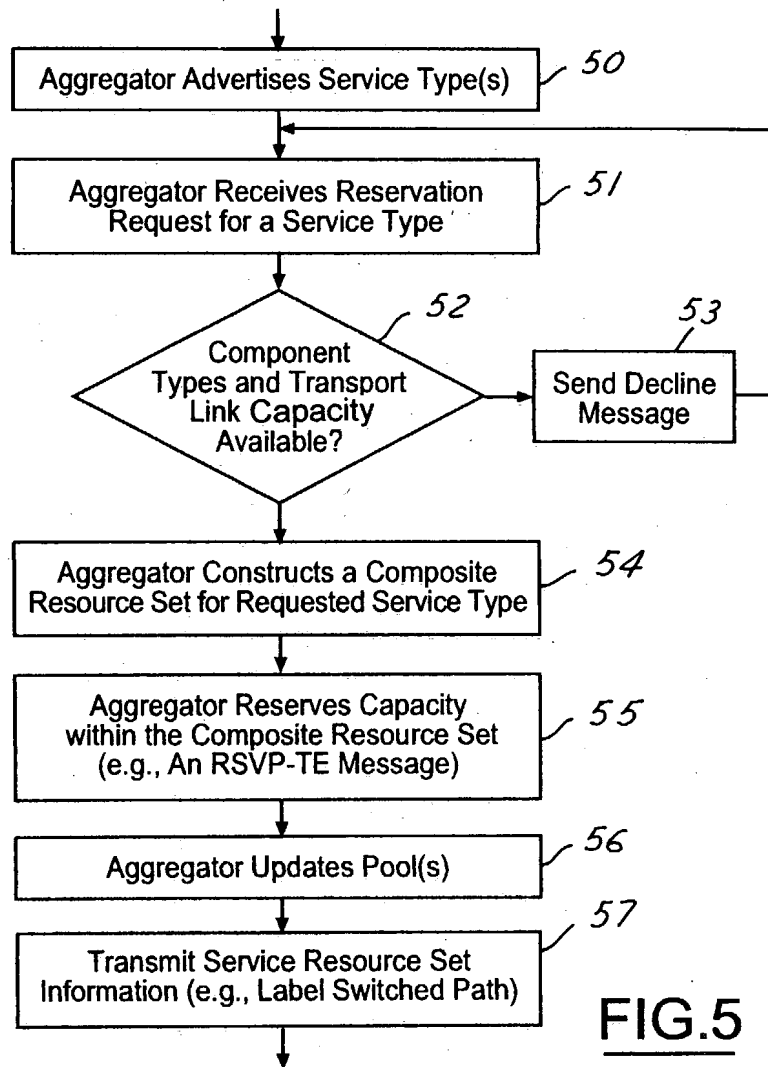 Aggregator Advertises Service Type(s)
50
Aggregator Receives Reservation
Request for a Service Type
51
Component
Types and Transport
Link Capacity
Available?
52
53
Send Decline
Message
Aggregator Constructs a Composite
Resource Set for Requested Service Type
54
Aggregator Reserves Capacity
within the Composite Resource Set
(e.g., An RSVP-TE Message)
55
Aggregator Updates Pool(s)
56
Transmit Service Resource Set
Information (e.g., Label Switched Path)
57
FIG.5